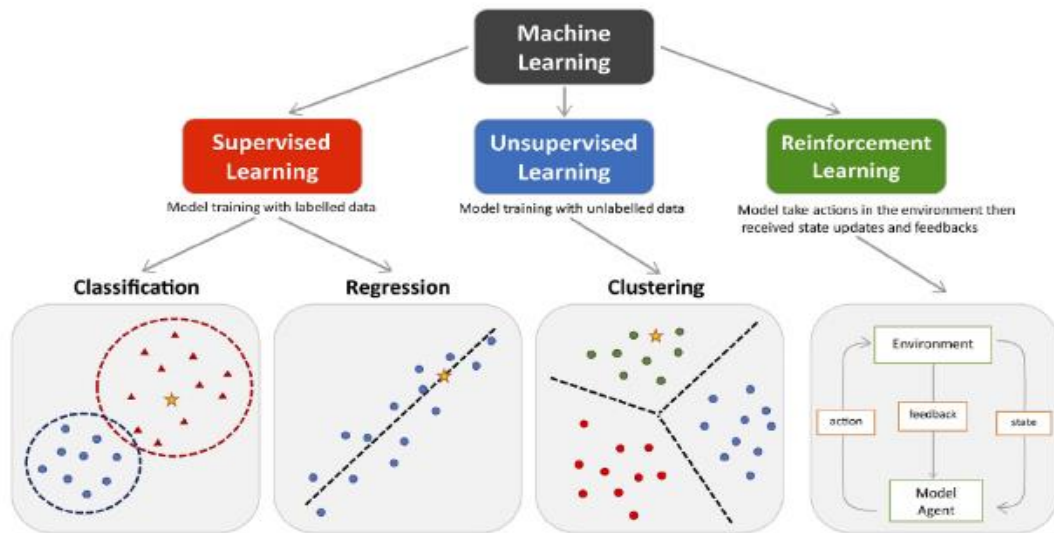 Machine
Learning
Supervised
Learning
Unsupervised
Learning
Reinforcement
Learning
Model training with labelled data
Model training with unlabelled data
Model take actions in the environment then
received state updates and feedbacks
Classification
Regression
Clustering
Environment
action
feedback
state
Model
Agent